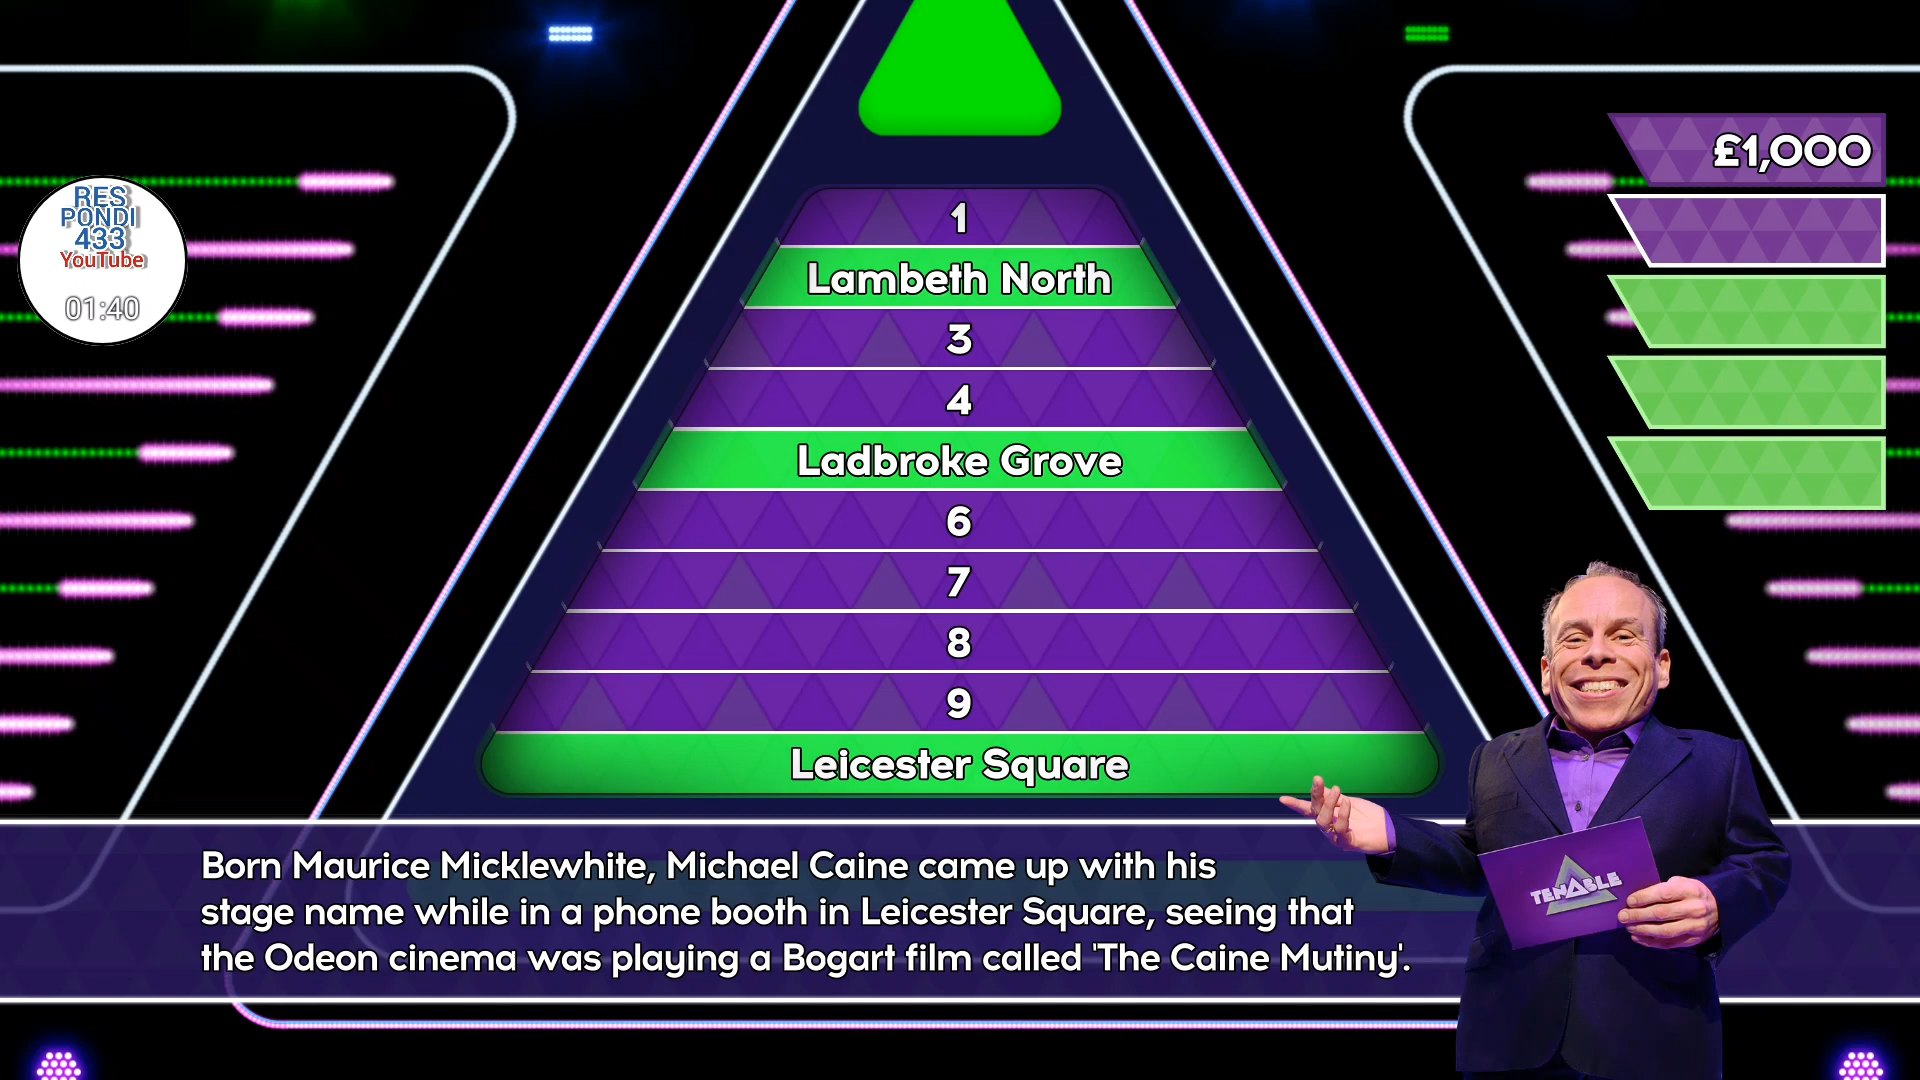 RES
PONDI
433
YouTube
01:40
£1,000
1
Lambeth North
3
4
Ladbroke Grove
6
7
8
9
Leicester Square
Born Maurice Micklewhite, Michael Caine came up with his
stage name while in a phone booth in Leicester Square, seeing that
the Odeon cinema was playing a Bogart film called 'The Caine Mutiny'.
TENABLE